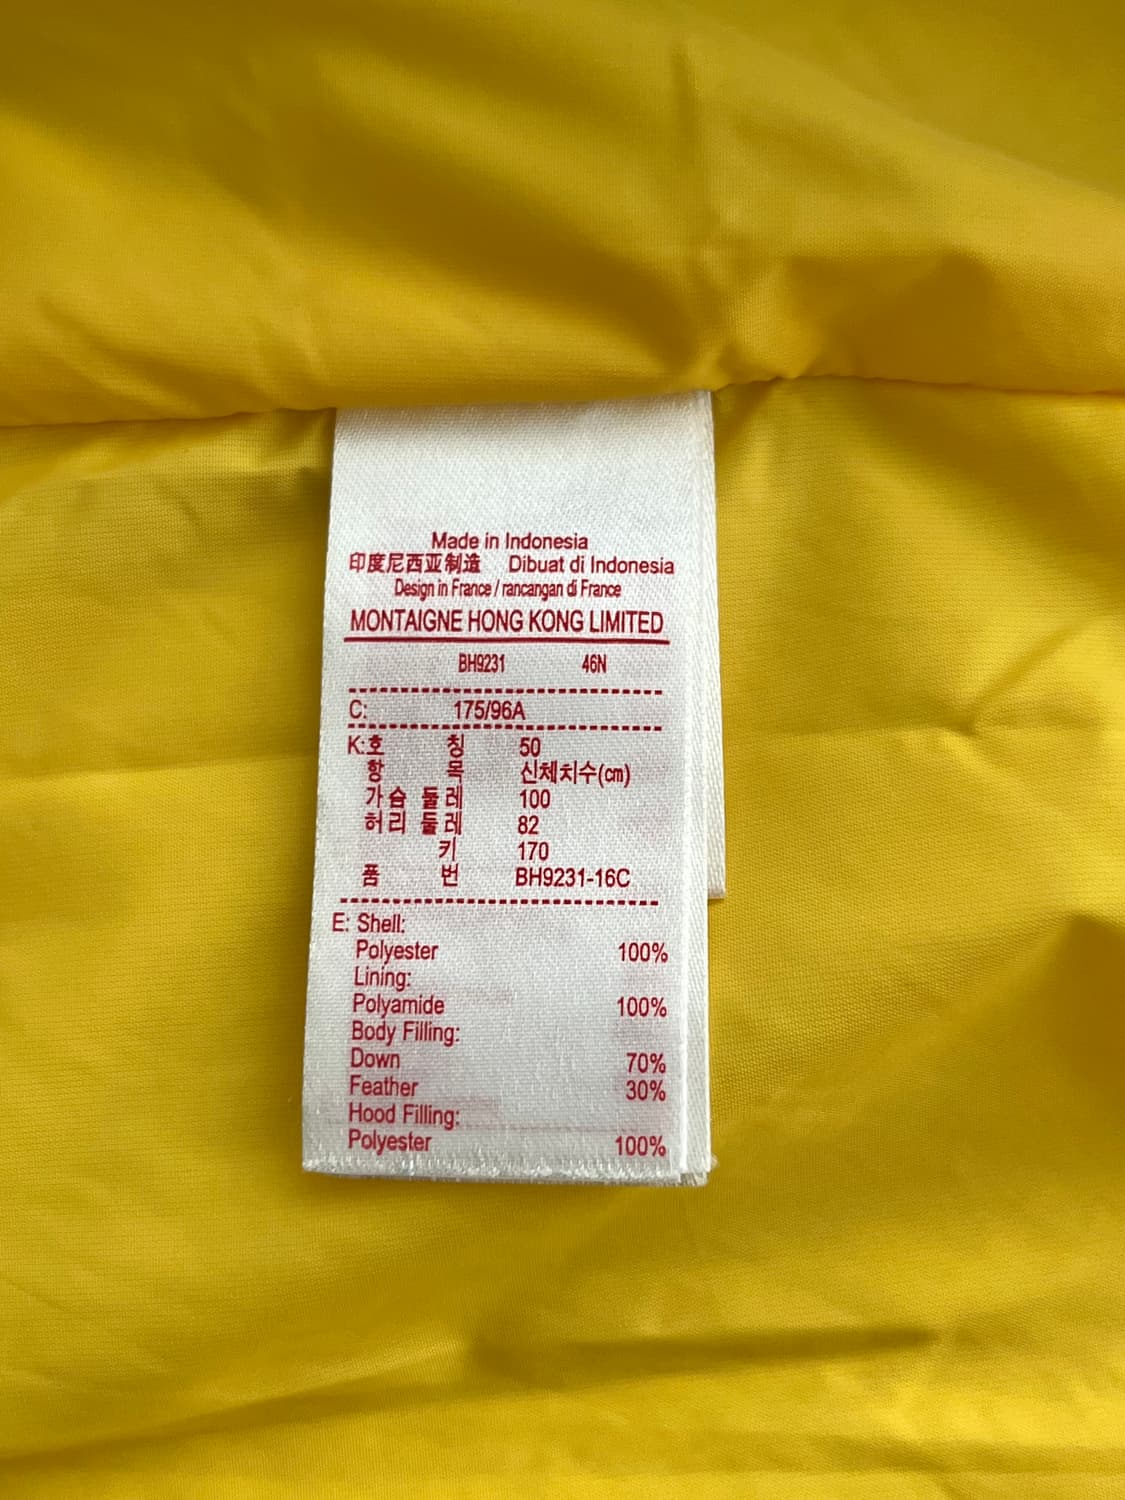 Made in Indonesia
印度尼西亚制造 Dibuat di Indonesia
Design in France / rancangan di France
MONTAIGNE HONG KONG LIMITED
BH9231 46N
C: 175/96A
K:호 칭 50
항 목 신체치수(㎝)
가슴 둘레 100
허리 둘레 82
키 170
품 번 BH9231-16C
E: Shell:
Polyester 100%
Lining:
Polyamide 100%
Body Filling:
Down 70%
Feather 30%
Hood Filling:
Polyester 100%